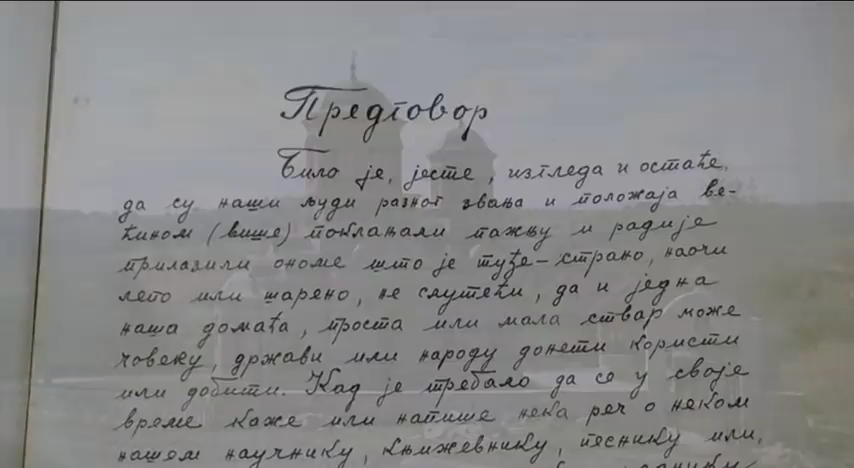 Предговор
Било је, јесте, изгледа и остаће,
да су наши људи разног звања и положаја ве-
ћином (више) поклањали пажњу и радије
прилазили ономе што је туђе-страно, наочи
лепо или шарено, не слутећи, да и једна
наша домаћа, проста или мала ствар може
човеку, држави или народу донети користи
или добити. Кад је требало да се у своје
време каже или напише нека реч о неком
нашем научнику, књижевнику, песнику или,